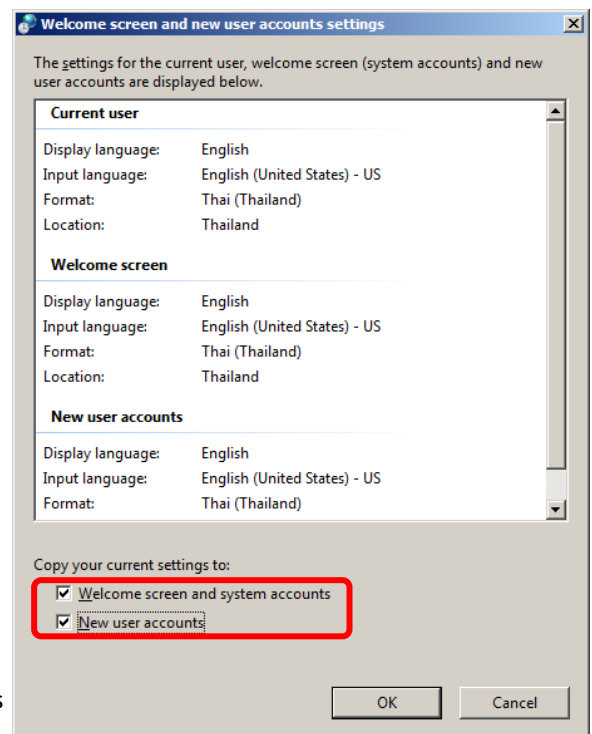 Welcome screen and new user accounts settings
The settings for the current user, welcome screen (system accounts) and new
user accounts are displayed below.
Current user
Display language: English
Input language: English (United States) - US
Format: Thai (Thailand)
Location: Thailand
Welcome screen
Display language: English
Input language: English (United States) - US
Format: Thai (Thailand)
Location: Thailand
New user accounts
Display language: English
Input language: English (United States) - US
Format: Thai (Thailand)
Copy your current settings to:
Welcome screen and system accounts
New user accounts
s
OK Cancel